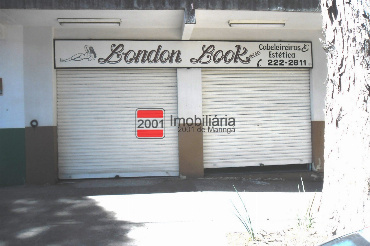 London Look
Cabeleireiros
Estética
222-2811
2001 Imobiliária
2001 de Maringá